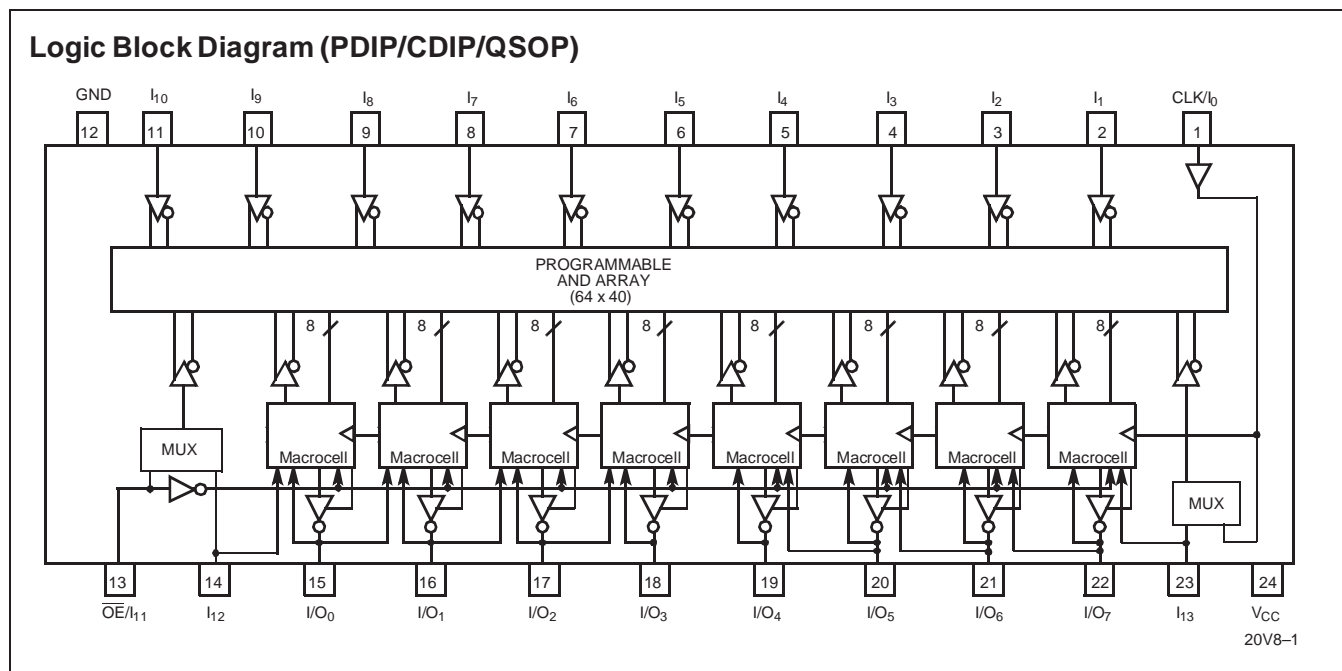 Logic Block Diagram (PDIP/CDIP/QSOP)
GND I10 I9 I8 I7 I6 I5 I4 I3 I2 I1 CLK/I0
12 11 10 9 8 7 6 5 4 3 2 1
PROGRAMMABLE
AND ARRAY
(64 x 40)
8 8 8 8 8 8 8 8
MUX
Macrocell Macrocell Macrocell Macrocell Macrocell Macrocell Macrocell Macrocell
MUX
13 14 15 16 17 18 19 20 21 22 23 24
OE/I11 I12 I/O0 I/O1 I/O2 I/O3 I/O4 I/O5 I/O6 I/O7 I13 VCC
20V8–1